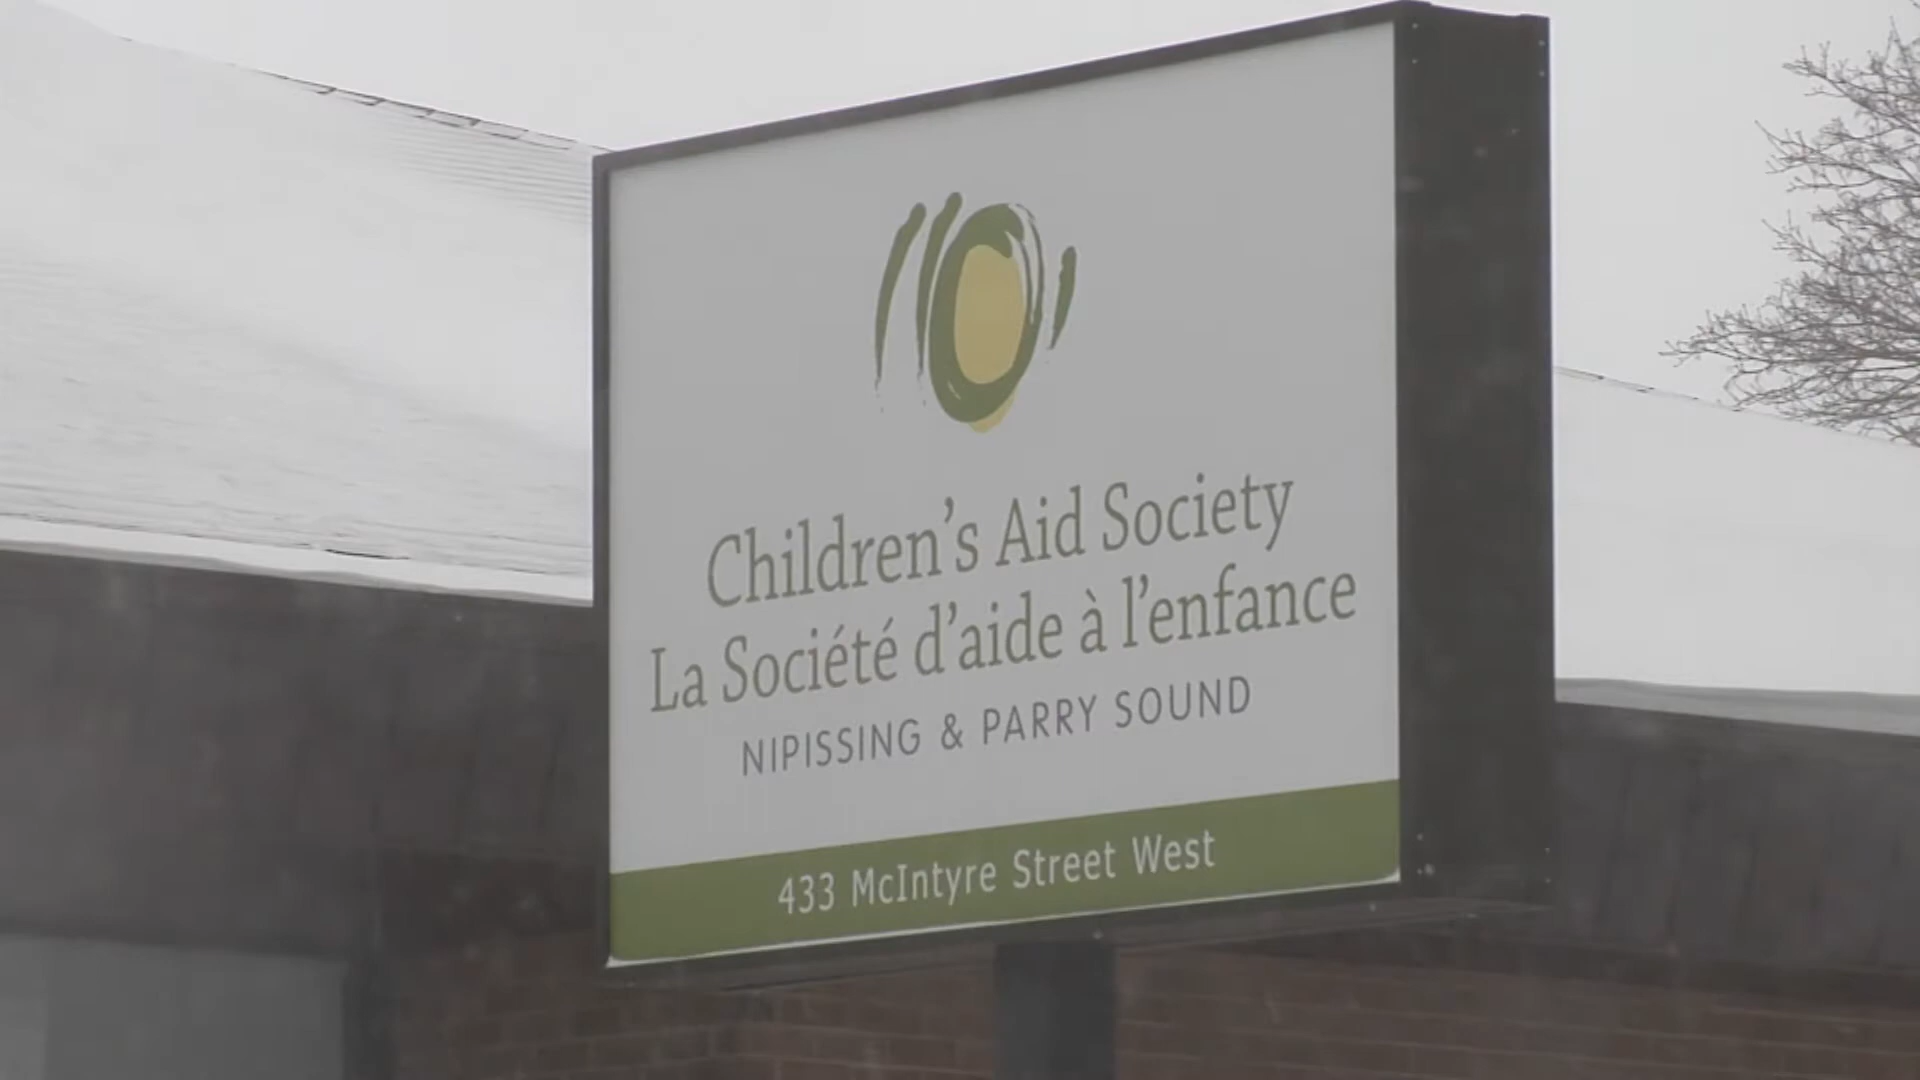 Children's Aid Society
La Société d'aide à l'enfance
NIPISSING & PARRY SOUND
433 McIntyre Street West